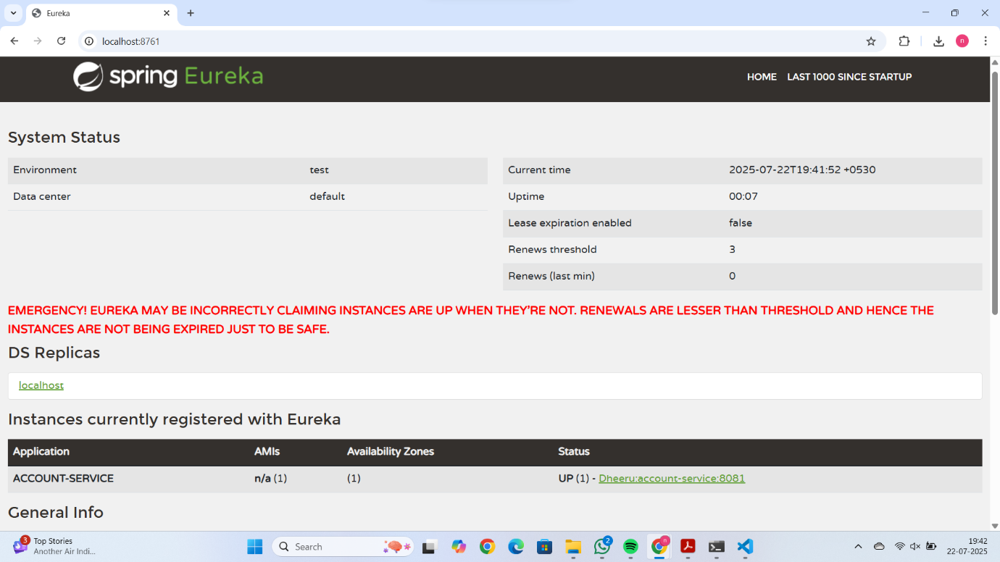 Eureka
localhost:8761
n
spring Eureka
HOME LAST 1000 SINCE STARTUP
System Status
Environment test
Data center default
Current time 2025-07-22T19:41:52 +0530
Uptime 00:07
Lease expiration enabled false
Renews threshold 3
Renews (last min) 0
EMERGENCY! EUREKA MAY BE INCORRECTLY CLAIMING INSTANCES ARE UP WHEN THEY'RE NOT. RENEWALS ARE LESSER THAN THRESHOLD AND HENCE THE
INSTANCES ARE NOT BEING EXPIRED JUST TO BE SAFE.
DS Replicas
localhost
Instances currently registered with Eureka
Application AMIs Availability Zones Status
ACCOUNT-SERVICE n/a (1) (1) UP (1) - Dheeru:account-service:8081
General Info
3
Top Stories
Another Air Indi...
Search
2
n
19:42
22-07-2025